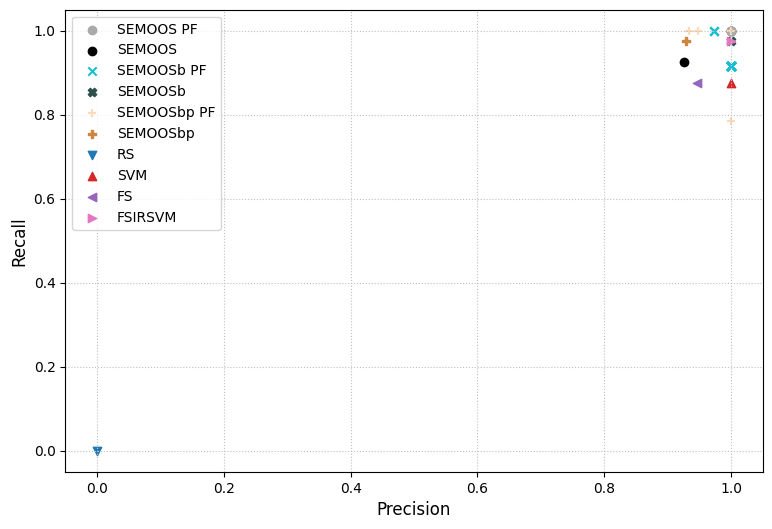 1.0
0.8
0.6
0.4
0.2
0.0
Recall
SEMOOS PF
SEMOOS
SEMOOSb PF
SEMOOSb
SEMOOSbp PF
SEMOOSbp
RS
SVM
FS
FSIRSVM
0.0 0.2 0.4 0.6 0.8 1.0
Precision